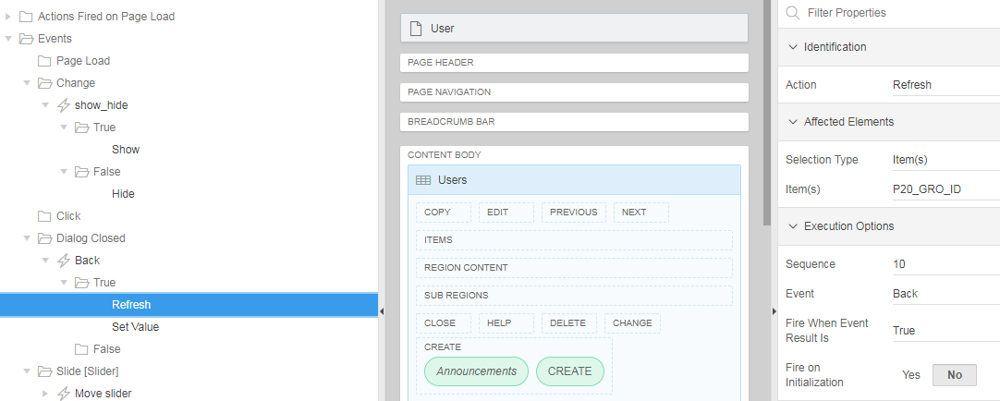 Actions Fired on Page Load
Events
Page Load
Change
show_hide
True
Show
False
Hide
Click
Dialog Closed
Back
True
Refresh
Set Value
False
Slide [Slider]
Move slider
User
PAGE HEADER
PAGE NAVIGATION
BREADCRUMB BAR
CONTENT BODY
Users
COPY EDIT PREVIOUS NEXT
ITEMS
REGION CONTENT
SUB REGIONS
CLOSE HELP DELETE CHANGE
CREATE
Announcements CREATE
Filter Properties
Identification
Action Refresh
Affected Elements
Selection Type Item(s)
Item(s) P20_GRO_ID
Execution Options
Sequence 10
Event Back
Fire When Event
Result Is True
Fire on
Initialization Yes No